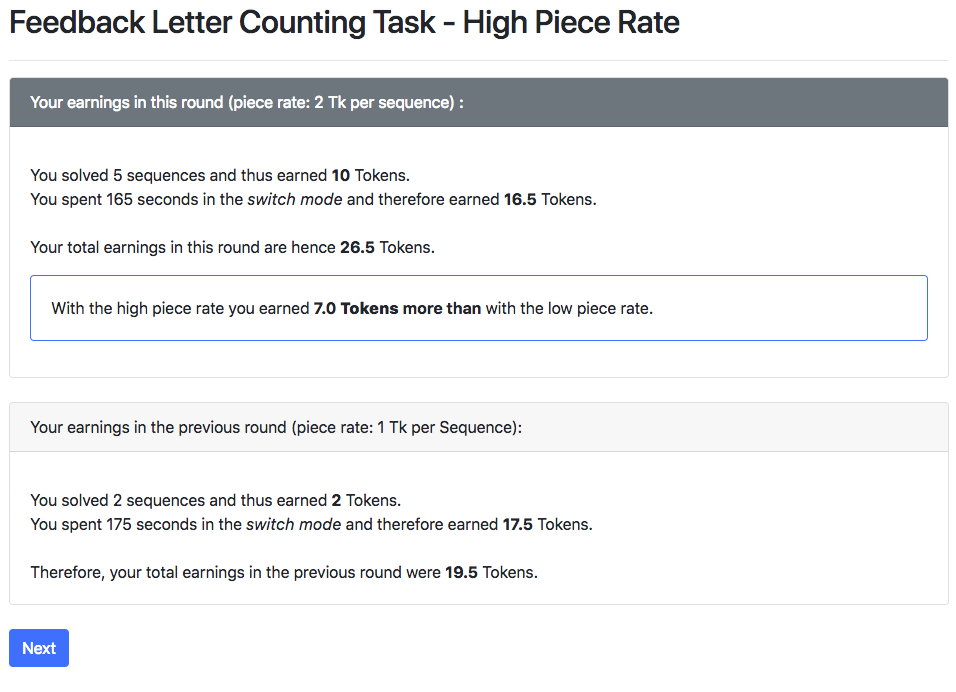 Feedback Letter Counting Task - High Piece Rate
Your earnings in this round (piece rate: 2 Tk per sequence) :
You solved 5 sequences and thus earned 10 Tokens.
You spent 165 seconds in the switch mode and therefore earned 16.5 Tokens.
Your total earnings in this round are hence 26.5 Tokens.
With the high piece rate you earned 7.0 Tokens more than with the low piece rate.
Your earnings in the previous round (piece rate: 1 Tk per Sequence):
You solved 2 sequences and thus earned 2 Tokens.
You spent 175 seconds in the switch mode and therefore earned 17.5 Tokens.
Therefore, your total earnings in the previous round were 19.5 Tokens.
Next